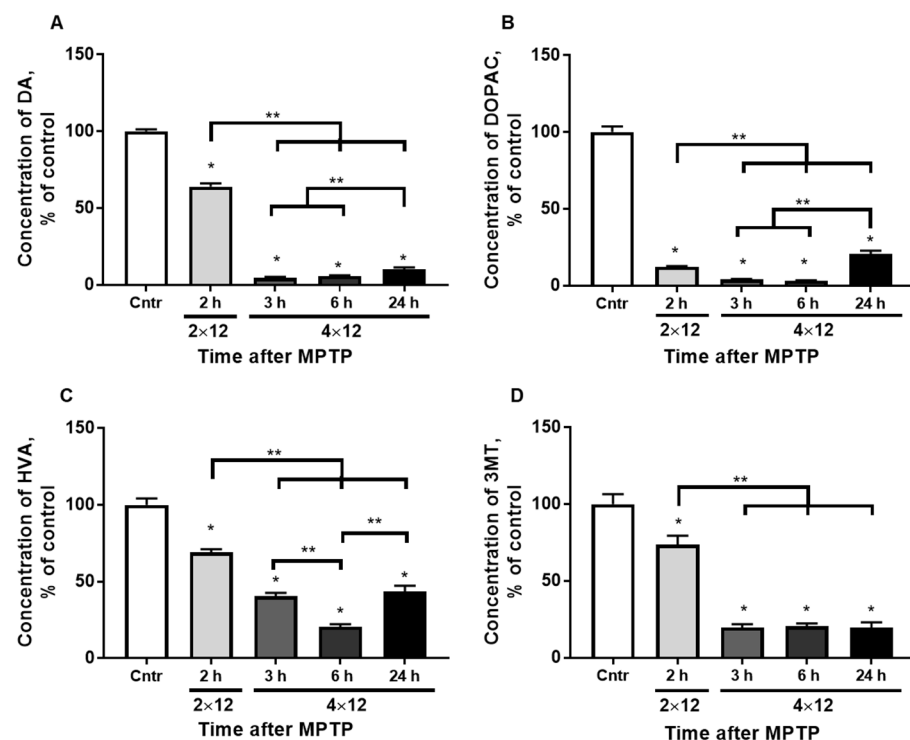 A
Concentration of DA,
% of control
150
100
50
0
*
*
*
*
**
**
Cntr
2 h
3 h
6 h
24 h
2×12
4×12
Time after MPTP
B
Concentration of DOPAC,
% of control
150
100
50
0
*
*
*
*
**
**
Cntr
2 h
3 h
6 h
24 h
2×12
4×12
Time after MPTP
C
Concentration of HVA,
% of control
150
100
50
0
*
*
*
*
**
**
**
Cntr
2 h
3 h
6 h
24 h
2×12
4×12
Time after MPTP
D
Concentration of 3MT,
% of control
150
100
50
0
*
*
*
*
**
Cntr
2 h
3 h
6 h
24 h
2×12
4×12
Time after MPTP